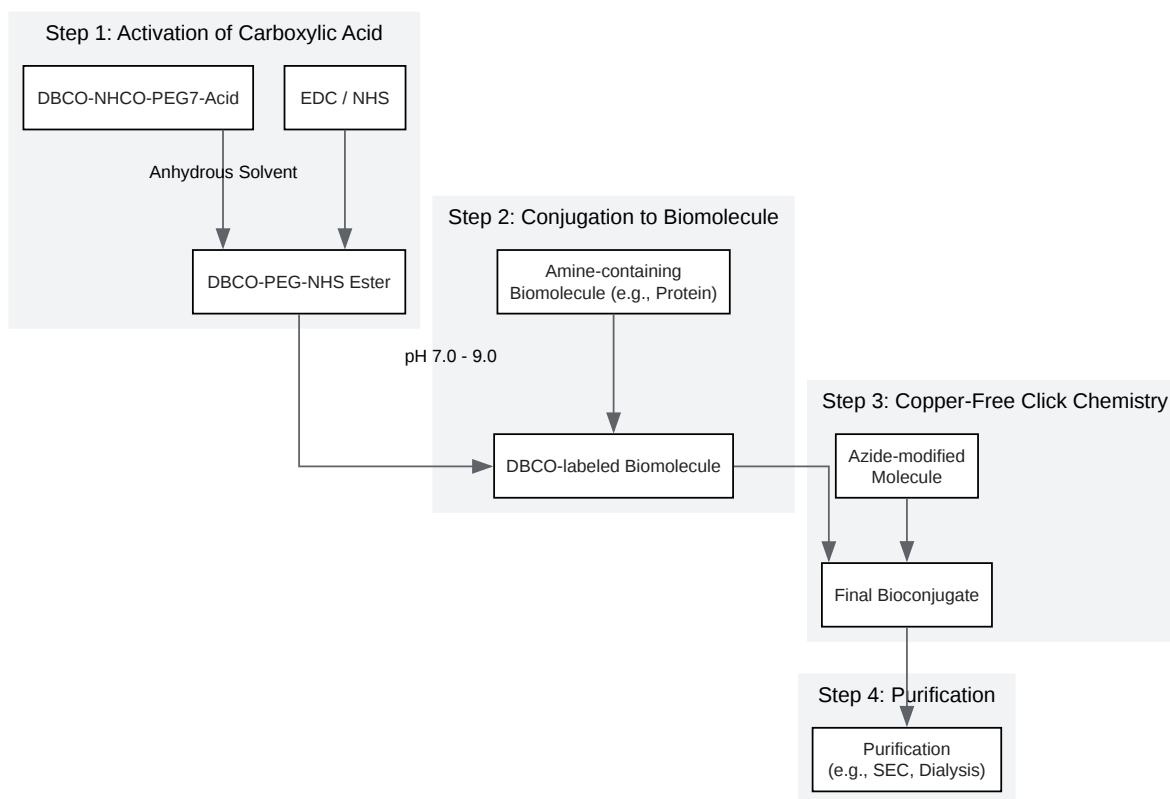 Step 1: Activation of Carboxylic Acid
DBCO-NHCO-PEG7-Acid
EDC / NHS
Anhydrous Solvent
DBCO-PEG-NHS Ester
Step 2: Conjugation to Biomolecule
Amine-containing
Biomolecule (e.g., Protein)
pH 7.0 - 9.0
DBCO-labeled Biomolecule
Step 3: Copper-Free Click Chemistry
Azide-modified
Molecule
Final Bioconjugate
Step 4: Purification
Purification
(e.g., SEC, Dialysis)